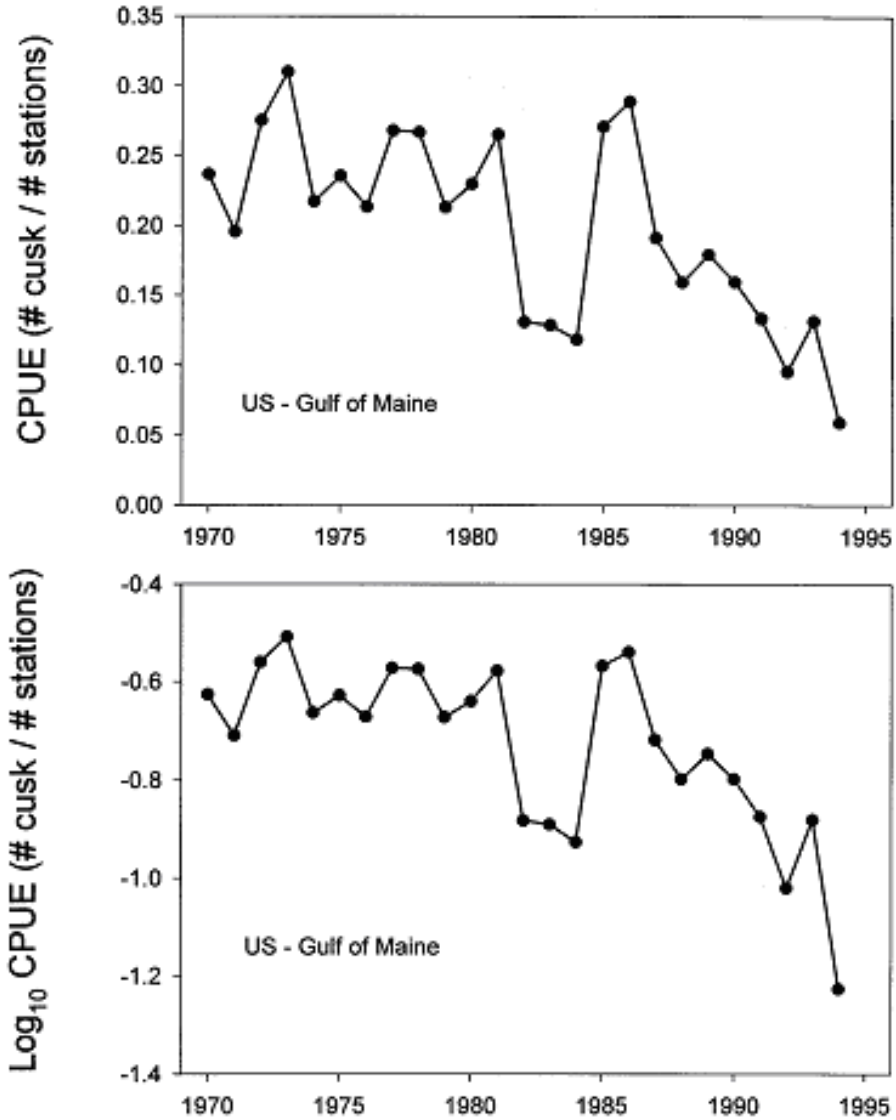 CPUE (# cusk / # stations)
0.35
0.30
0.25
0.20
0.15
0.10
0.05
0.00
US - Gulf of Maine
1970 1975 1980 1985 1990 1995
Log₁₀ CPUE (# cusk / # stations)
-0.4
-0.6
-0.8
-1.0
-1.2
-1.4
US - Gulf of Maine
1970 1975 1980 1985 1990 1995